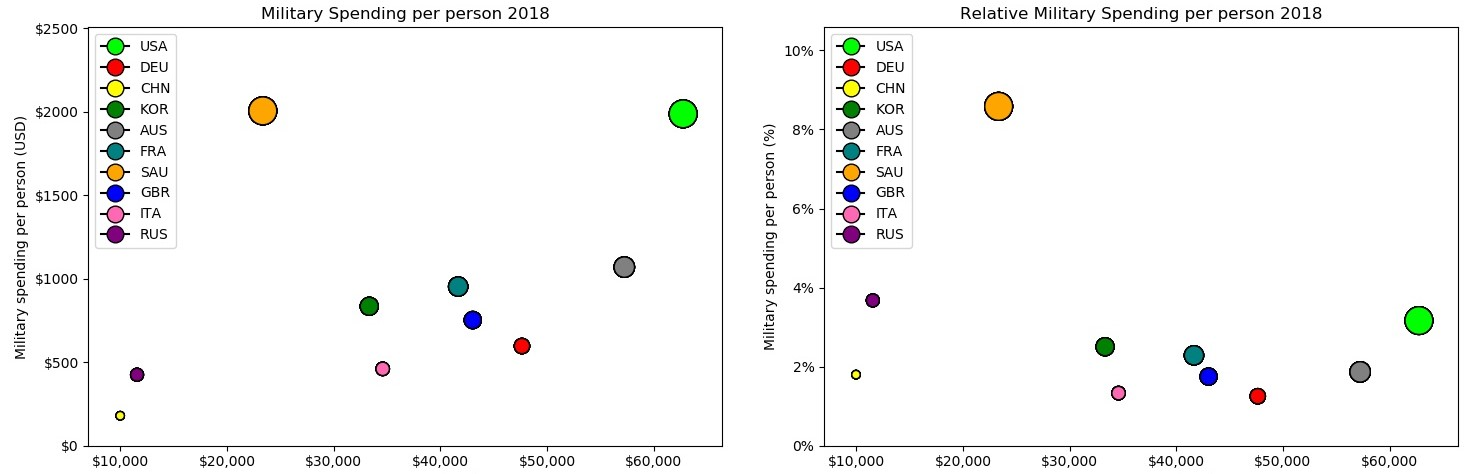 Military Spending per person 2018
Military spending per person (USD)
$2500
$2000
$1500
$1000
$500
$0
USA
DEU
CHN
KOR
AUS
FRA
SAU
GBR
ITA
RUS
$10,000 $20,000 $30,000 $40,000 $50,000 $60,000
Relative Military Spending per person 2018
Military spending per person (%)
10%
8%
6%
4%
2%
0%
USA
DEU
CHN
KOR
AUS
FRA
SAU
GBR
ITA
RUS
$10,000 $20,000 $30,000 $40,000 $50,000 $60,000